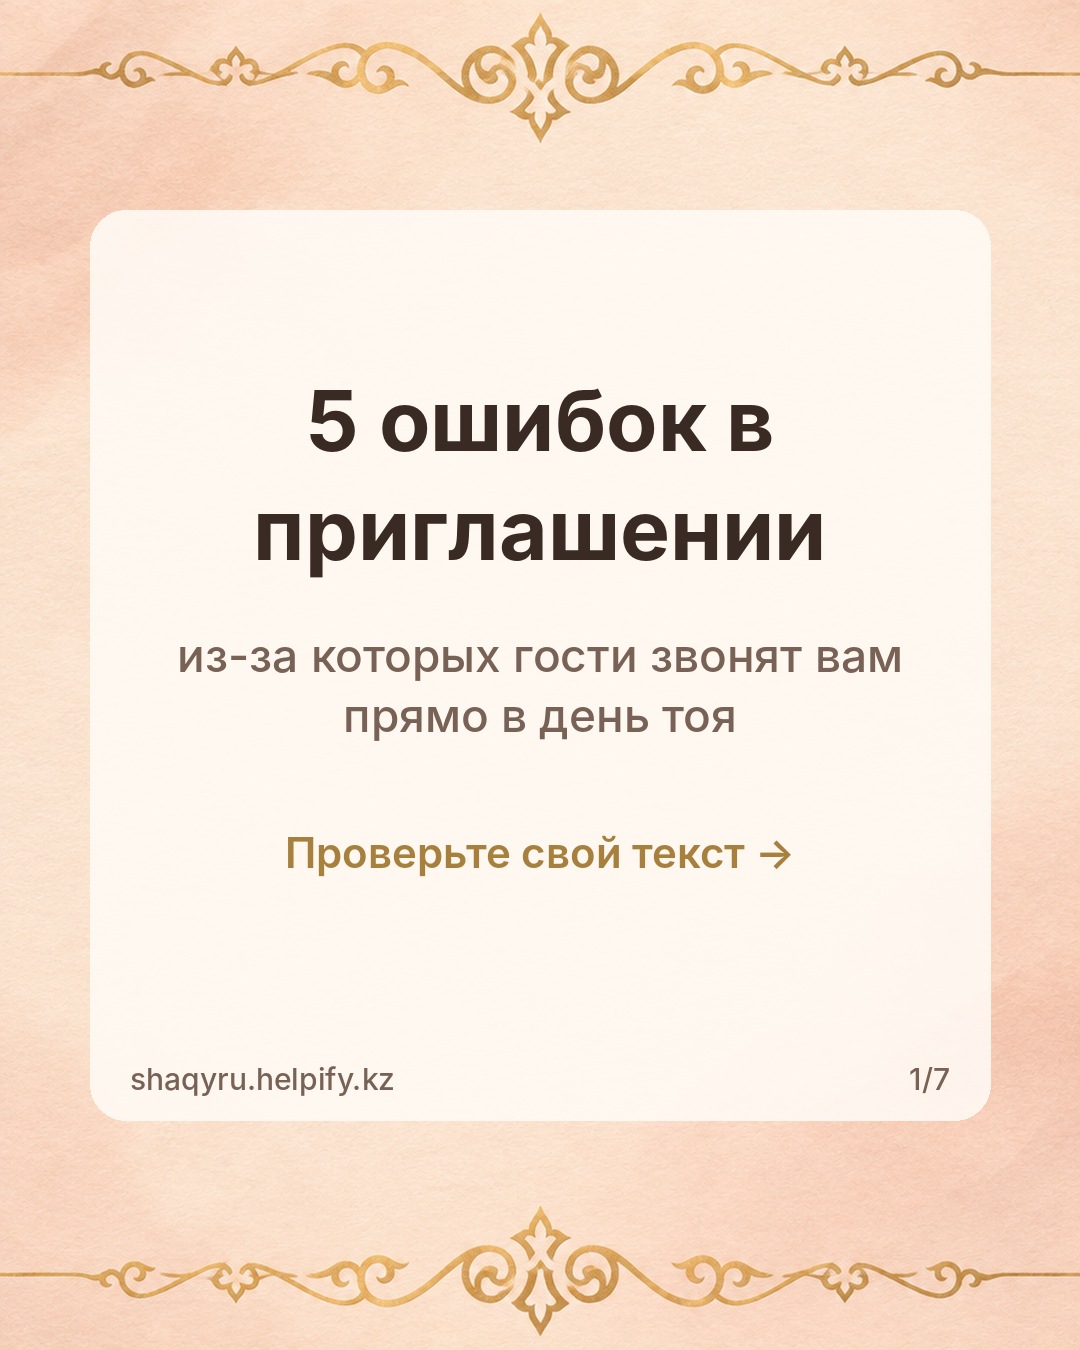 5 ошибок в
приглашении
из-за которых гости звонят вам
прямо в день тоя
Проверьте свой текст →
shaqyru.helpify.kz
1/7